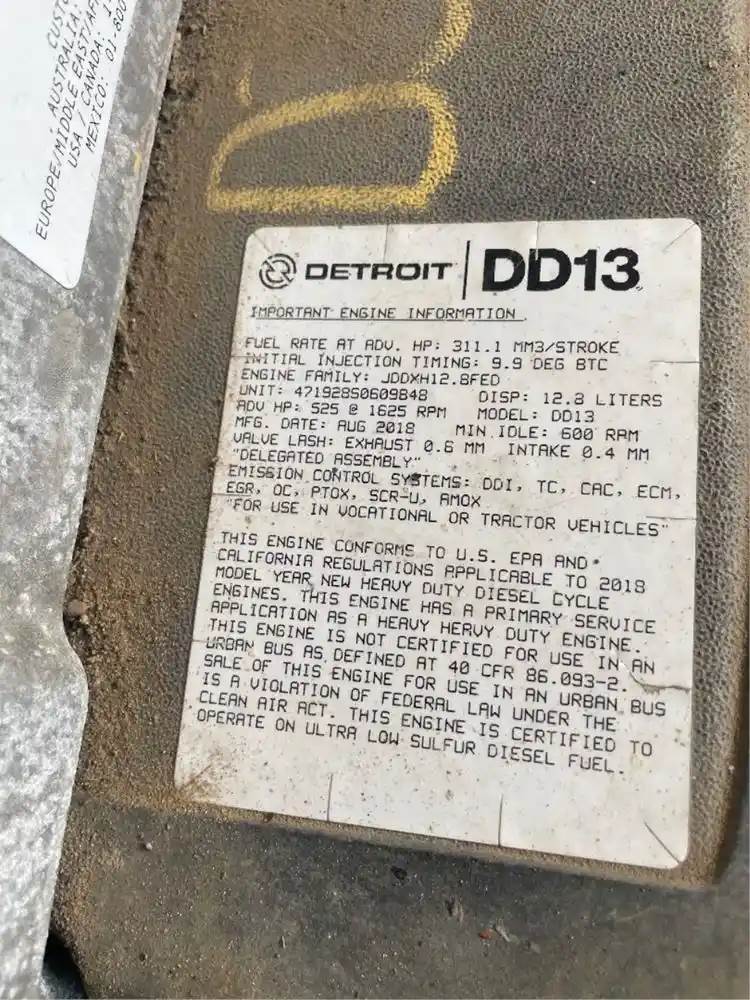 CUSTO
AUSTRALIA:
EUROPE/MIDDLE EAST/AF
USA / CANADA: 1
MEXICO: 01-800
D
DETROIT | DD13
IMPORTANT ENGINE INFORMATION
FUEL RATE AT ADV. HP: 311.1 MM3/STROKE
INITIAL INJECTION TIMING: 9.9 DEG BTC
ENGINE FAMILY: JDDXH12.8FED
UNIT: 471928S0609848 DISP: 12.8 LITERS
ADV HP: 525 @ 1625 RPM MODEL: DD13
MFG. DATE: AUG 2018 MIN IDLE: 600 RPM
VALVE LASH: EXHAUST 0.6 MM INTAKE 0.4 MM
"DELEGATED ASSEMBLY"
EMISSION CONTROL SYSTEMS: DDI, TC, CAC, ECM,
EGR, OC, PTOX, SCR-U, AMOX
"FOR USE IN VOCATIONAL OR TRACTOR VEHICLES"
THIS ENGINE CONFORMS TO U.S. EPA AND
CALIFORNIA REGULATIONS APPLICABLE TO 2018
MODEL YEAR NEW HEAVY DUTY DIESEL CYCLE
ENGINES. THIS ENGINE HAS A PRIMARY SERVICE
APPLICATION AS A HEAVY HEAVY DUTY ENGINE.
THIS ENGINE IS NOT CERTIFIED FOR USE IN AN
URBAN BUS AS DEFINED AT 40 CFR 86.093-2.
SALE OF THIS ENGINE FOR USE IN AN URBAN BUS
IS A VIOLATION OF FEDERAL LAW UNDER THE
CLEAN AIR ACT. THIS ENGINE IS CERTIFIED TO
OPERATE ON ULTRA LOW SULFUR DIESEL FUEL.